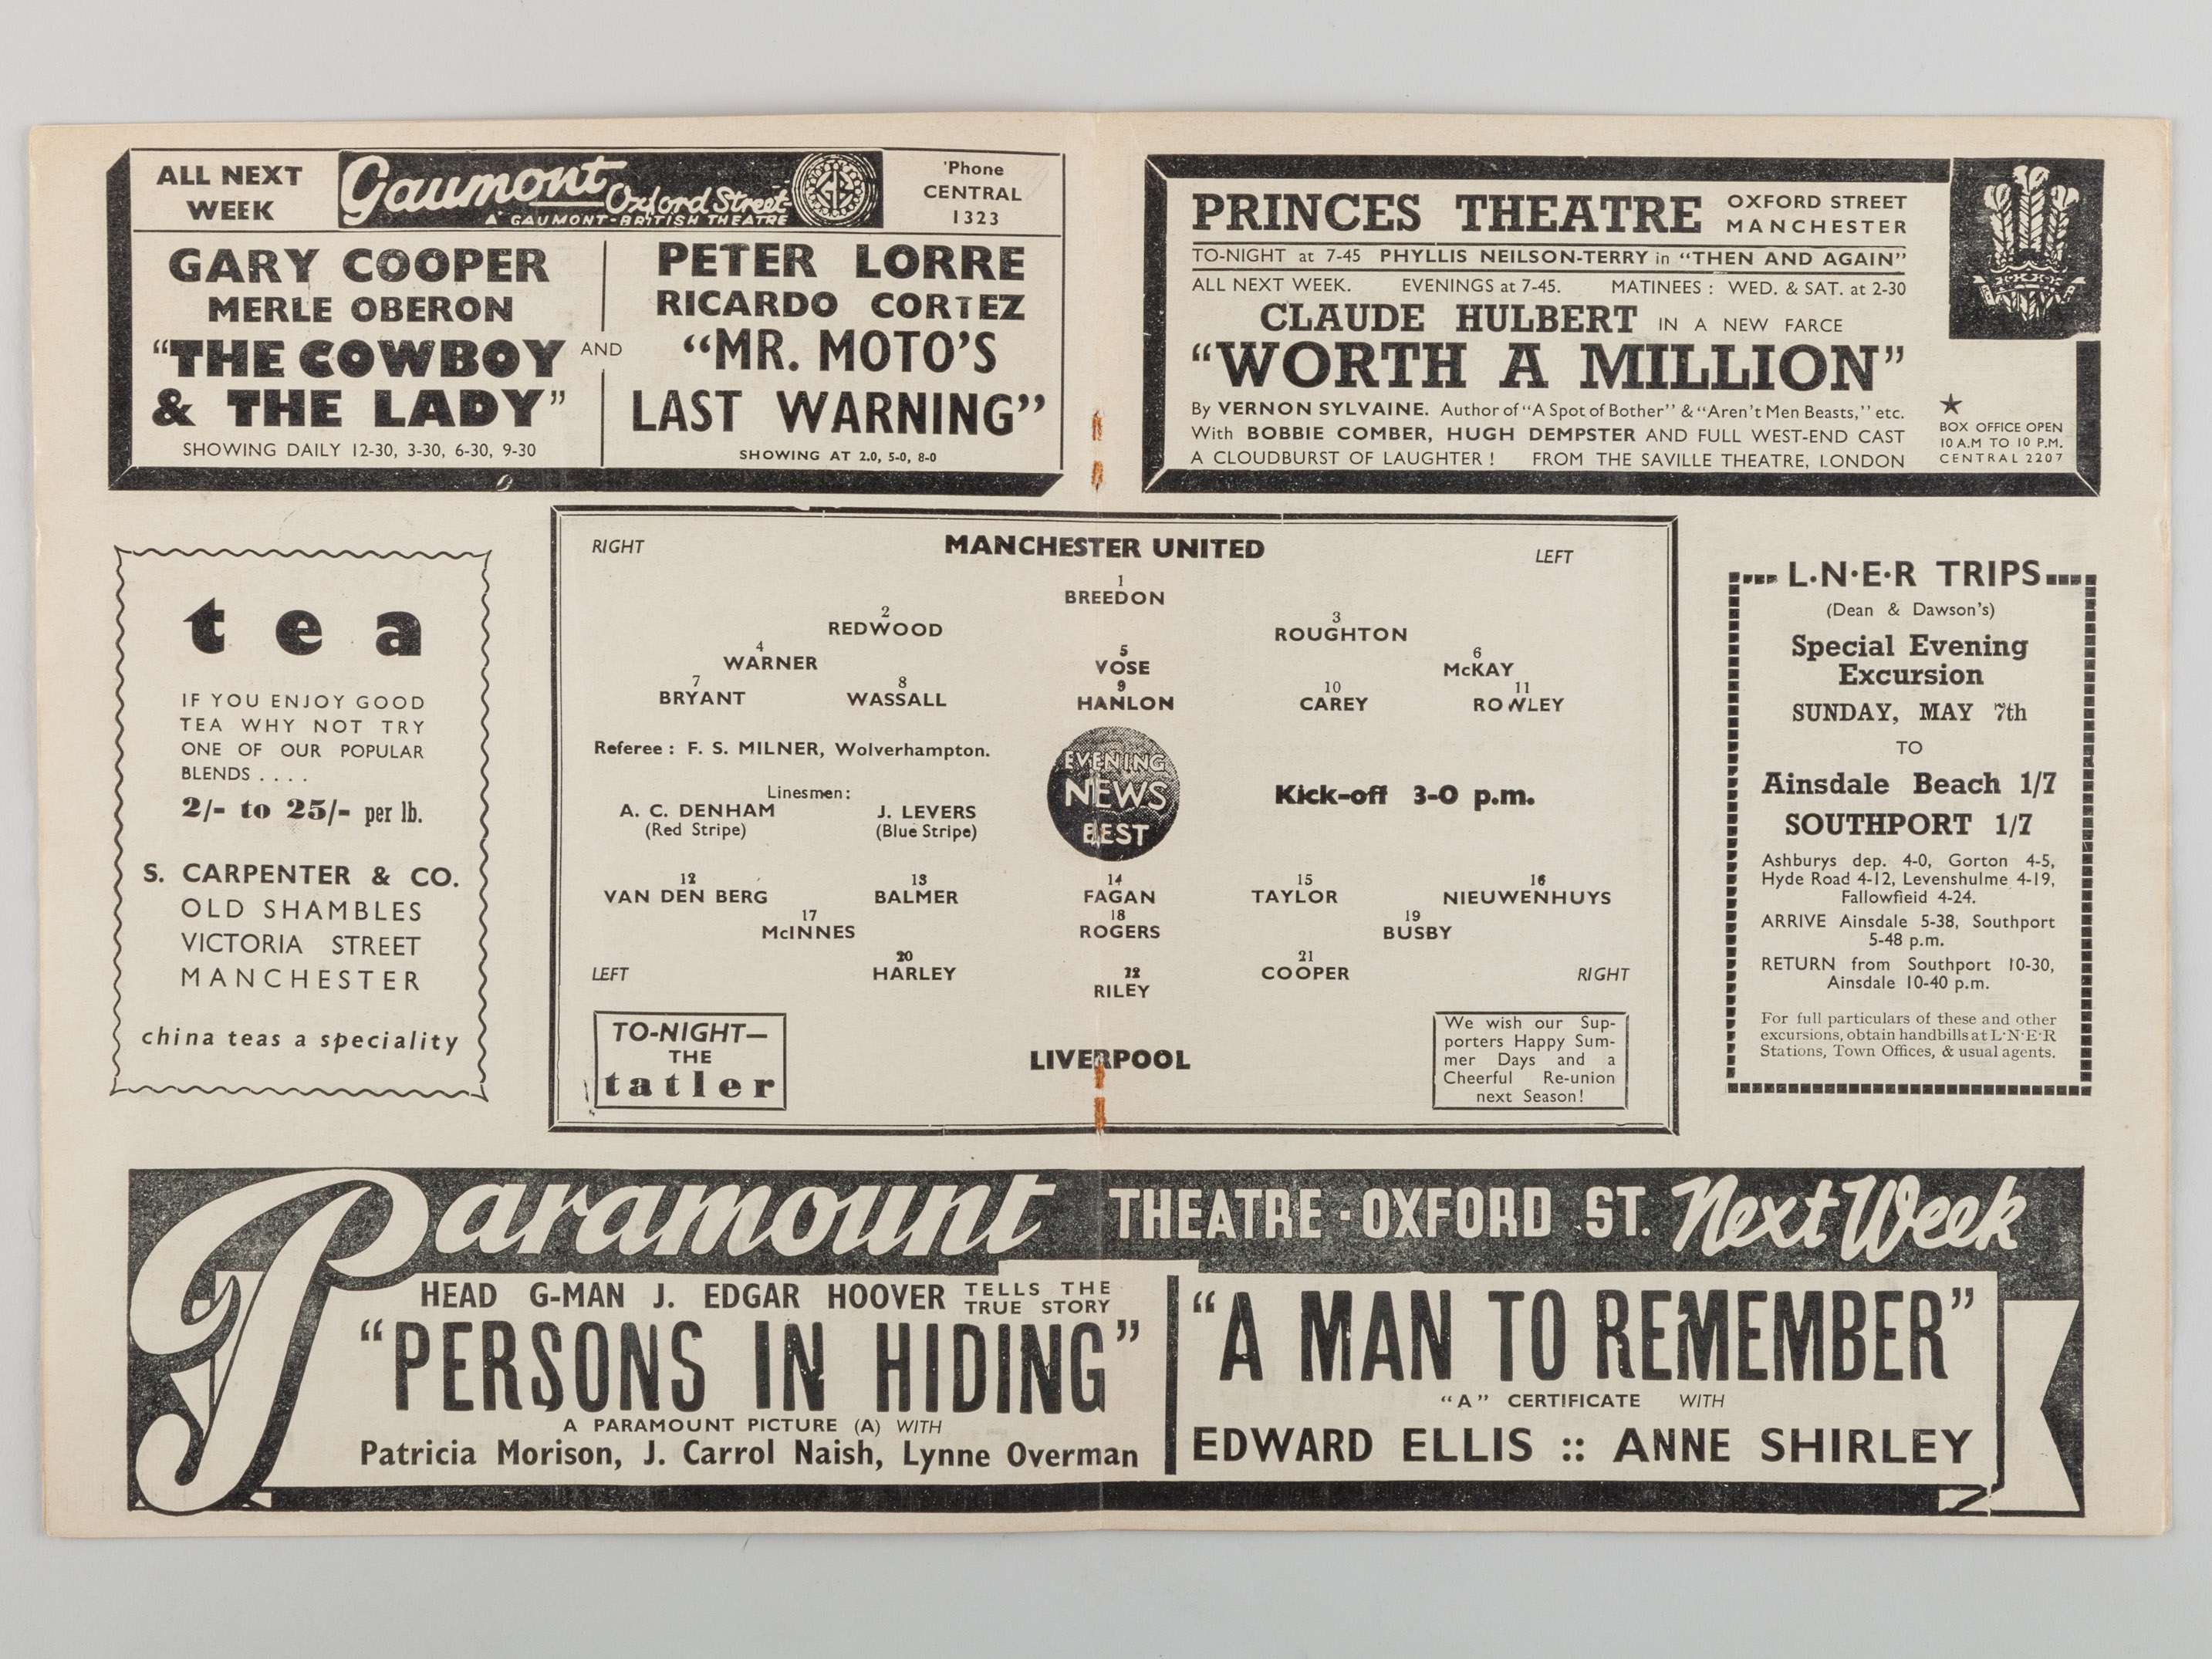 ALL NEXT
WEEK
Gaumont
Oxford Street
A GAUMONT-BRITISH THEATRE
'Phone
CENTRAL
1323
GARY COOPER
MERLE OBERON
"THE COWBOY
& THE LADY"
SHOWING DAILY 12-30, 3-30, 6-30, 9-30
AND
PETER LORRE
RICARDO CORTEZ
"MR. MOTO'S
LAST WARNING"
SHOWING AT 2.0, 5-0, 8-0
PRINCES THEATRE OXFORD STREET
MANCHESTER
TO-NIGHT at 7-45 PHYLLIS NEILSON-TERRY in "THEN AND AGAIN"
ALL NEXT WEEK. EVENINGS at 7-45. MATINEES : WED. & SAT. at 2-30
CLAUDE HULBERT IN A NEW FARCE
"WORTH A MILLION"
By VERNON SYLVAINE. Author of "A Spot of Bother" & "Aren't Men Beasts," etc.
With BOBBIE COMBER, HUGH DEMPSTER AND FULL WEST-END CAST
A CLOUDBURST OF LAUGHTER ! FROM THE SAVILLE THEATRE, LONDON
BOX OFFICE OPEN
10 A.M TO 10 P.M.
CENTRAL 2207
tea
IF YOU ENJOY GOOD
TEA WHY NOT TRY
ONE OF OUR POPULAR
BLENDS . . . .
2/- to 25/- per lb.
S. CARPENTER & CO.
OLD SHAMBLES
VICTORIA STREET
MANCHESTER
china teas a speciality
RIGHT MANCHESTER UNITED LEFT
1
BREEDON
2 3
REDWOOD ROUGHTON
4 5 6
WARNER VOSE McKAY
7 8 9 10 11
BRYANT WASSALL HANLON CAREY ROWLEY
Referee : F. S. MILNER, Wolverhampton.
Linesmen :
A. C. DENHAM J. LEVERS
(Red Stripe) (Blue Stripe)
EVENING
NEWS
BEST
Kick-off 3-0 p.m.
12 13 14 15 16
VAN DEN BERG BALMER FAGAN TAYLOR NIEUWENHUYS
17 18 19
McINNES ROGERS BUSBY
20 21
HARLEY COOPER
22
RILEY
LEFT RIGHT
TO-NIGHT—
THE
tatler
LIVERPOOL
We wish our Sup-
porters Happy Sum-
mer Days and a
Cheerful Re-union
next Season!
L·N·E·R TRIPS
(Dean & Dawson's)
Special Evening
Excursion
SUNDAY, MAY 7th
TO
Ainsdale Beach 1/7
SOUTHPORT 1/7
Ashburys dep. 4-0, Gorton 4-5,
Hyde Road 4-12, Levenshulme 4-19,
Fallowfieid 4-24.
ARRIVE Ainsdale 5-38, Southport
5-48 p.m.
RETURN from Southport 10-30,
Ainsdale 10-40 p.m.
For full particulars of these and other
excursions, obtain handbills at L·N·E·R
Stations, Town Offices, & usual agents.
Paramount THEATRE - OXFORD ST. Next Week
HEAD G-MAN J. EDGAR HOOVER TELLS THE
TRUE STORY
"PERSONS IN HIDING"
A PARAMOUNT PICTURE (A) WITH
Patricia Morison, J. Carrol Naish, Lynne Overman
"A MAN TO REMEMBER"
"A" CERTIFICATE WITH
EDWARD ELLIS :: ANNE SHIRLEY